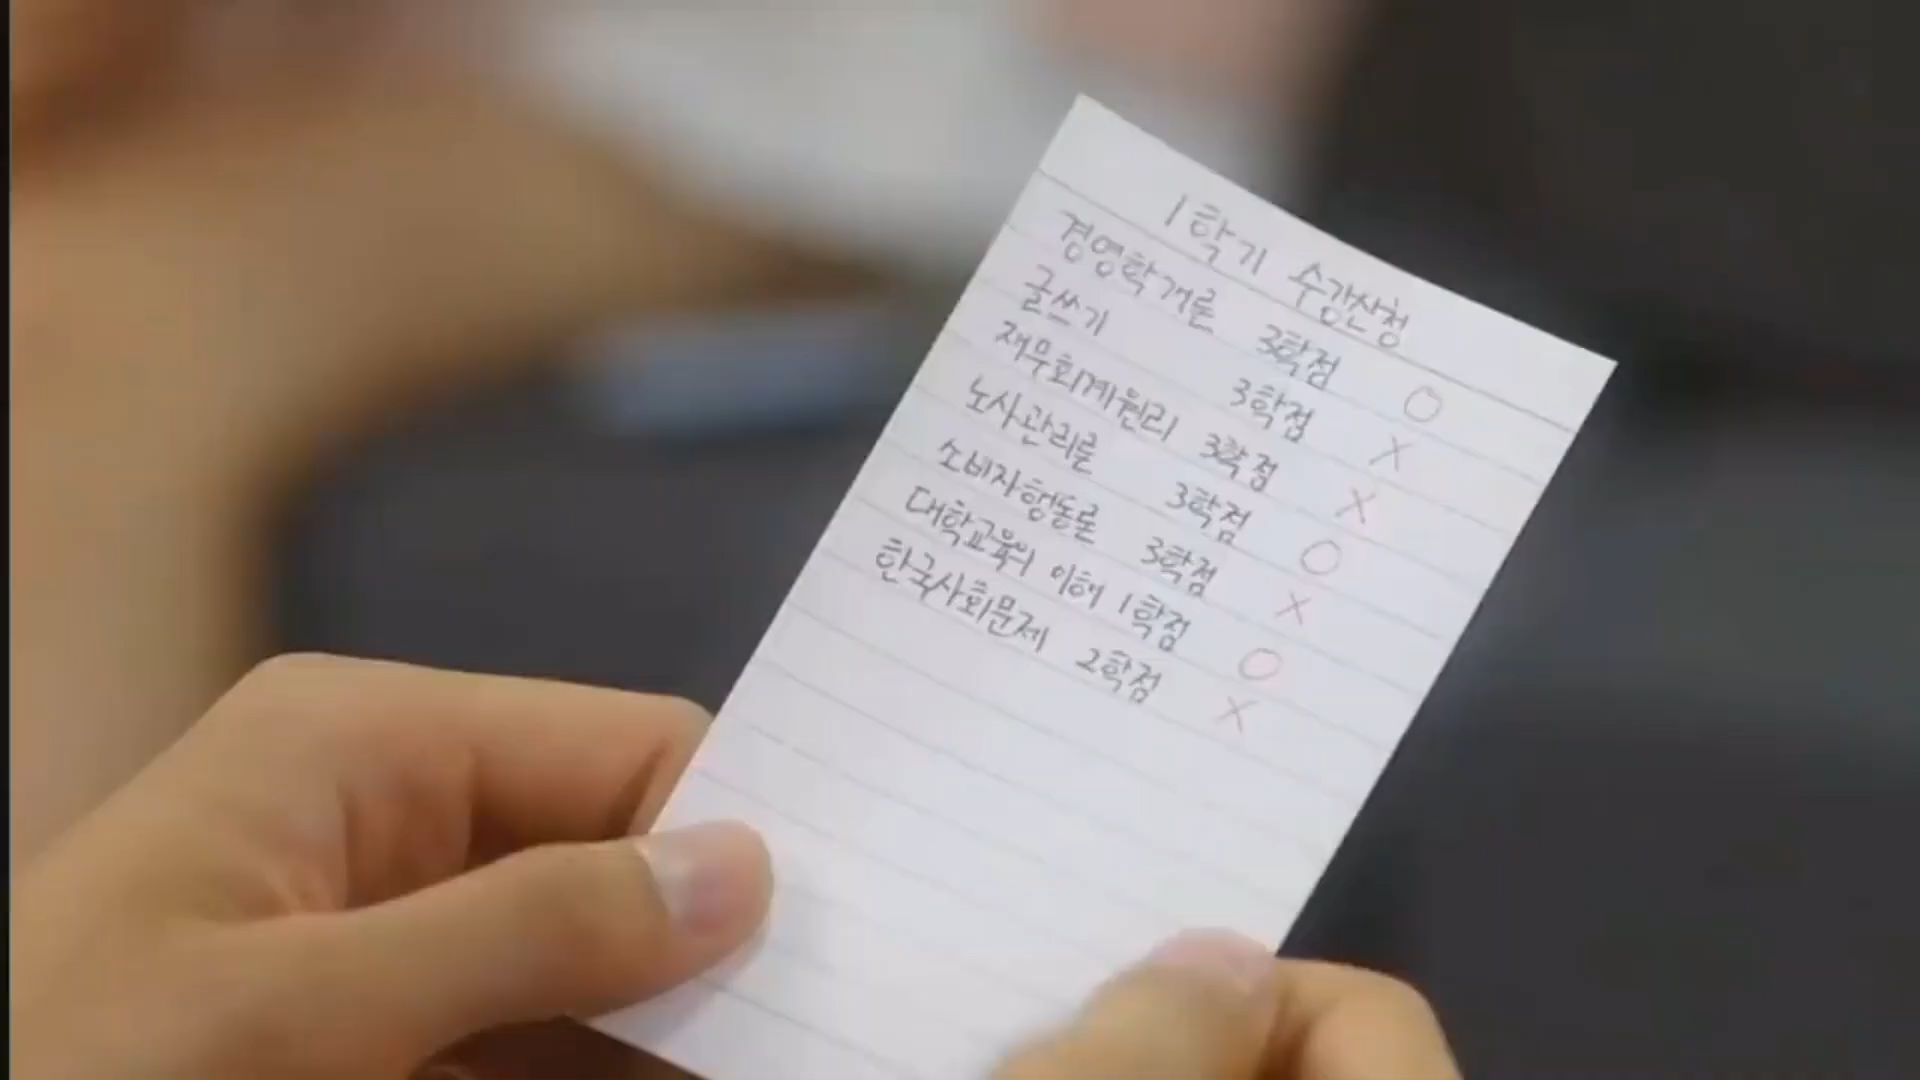 1학기 수강신청
경영학개론 3학점 O
글쓰기 3학점 X
재무회계원리 3학점 X
노사관리론 3학점 O
소비자행동론 3학점 X
대학교육의 이해 1학점 O
한국사회문제 2학점 X